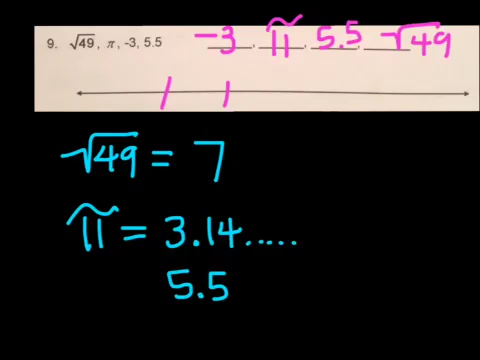 9. √49, π, -3, 5.5 -3, π, 5.5, √49
√49 = 7
π = 3.14.....
5.5